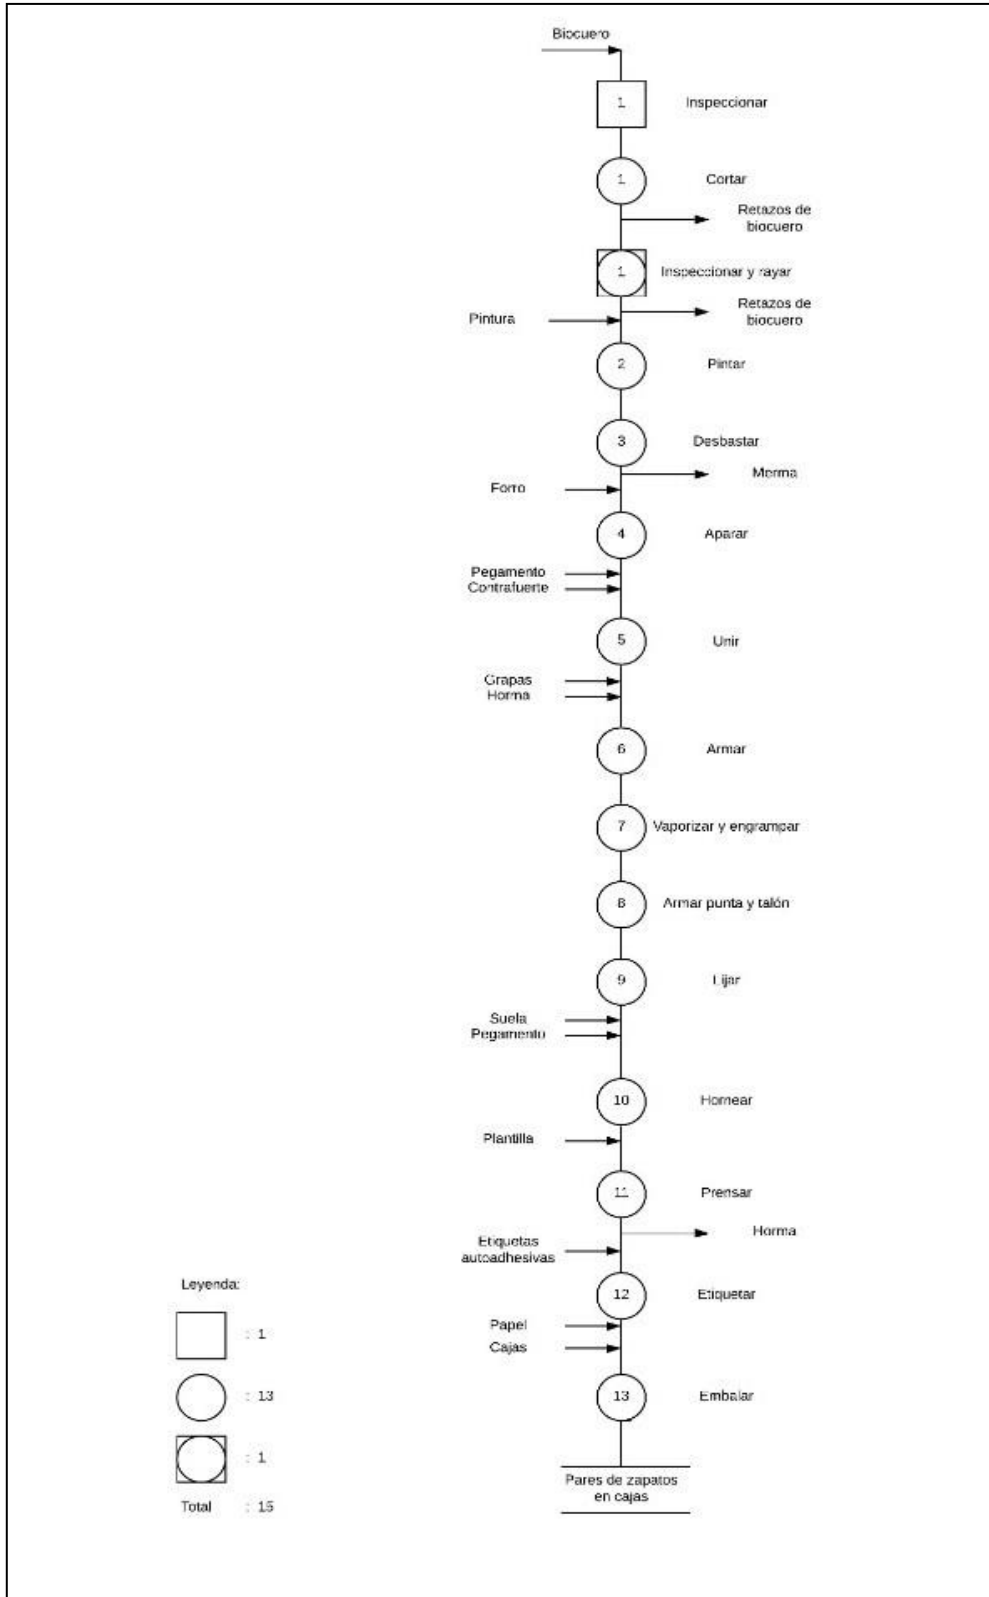 Biocuero
1 Inspeccionar
1 Cortar
Retazos de
biocuero
1 Inspeccionar y rayar
Retazos de
biocuero
Pintura
2 Pintar
3 Desbastar
Merma
Forro
4 Aparar
Pegamento
Contrafuerte
5 Unir
Grapas
Horma
6 Armar
7 Vaporizar y engrampar
8 Armar punta y talón
9 Lijar
Suela
Pegamento
10 Hornear
Plantilla
11 Prensar
Horma
Etiquetas
autoadhesivas
12 Etiquetar
Papel
Cajas
13 Embalar
Pares de zapatos
en cajas
Leyenda:
: 1
: 13
: 1
Total : 15